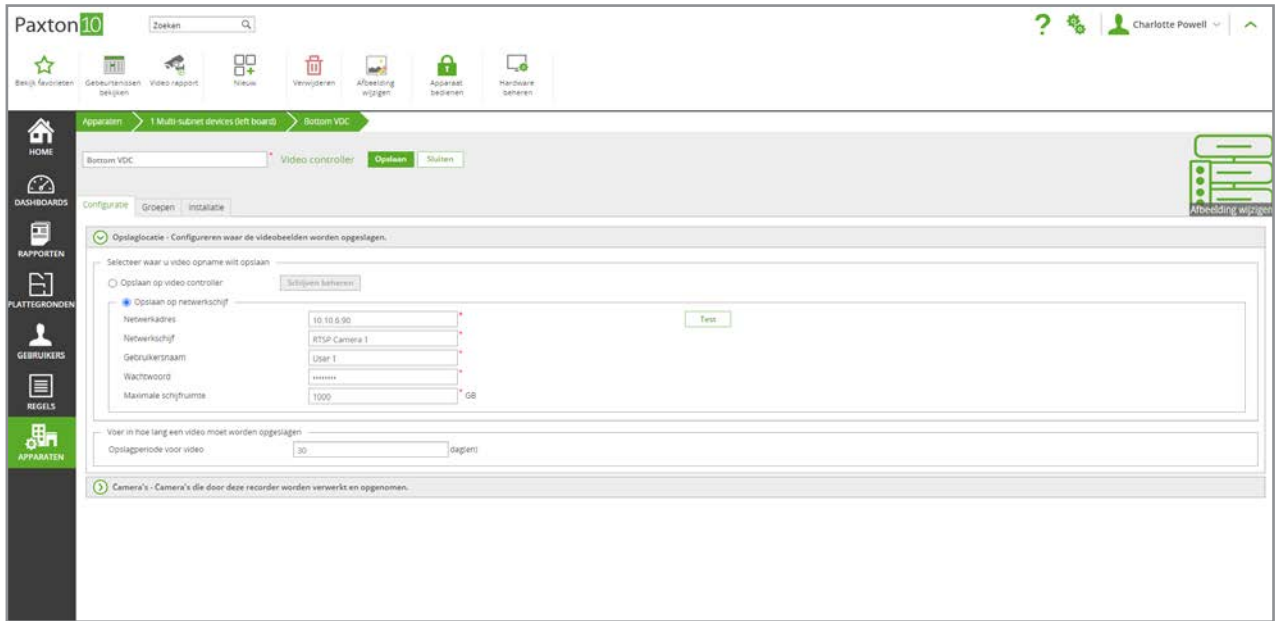 Paxton 10
Zoeken
Charlotte Powell
Bekijk favorieten
Gebeurtenissen bekijken
Video rapport
Nieuw
Verwijderen
Afbeelding wijzigen
Apparaat bedienen
Hardware beheren
HOME
DASHBOARDS
RAPPORTEN
PLATTEGRONDEN
GEBRUIKERS
REGELS
APPARATEN
Apparaten
1 Multi-subnet devices (left board)
Bottom VDC
Bottom VDC * Video controller Opslaan Sluiten
Afbeelding wijzigen
Configuratie Groepen Installatie
Opslaglocatie - Configureren waar de videobeelden worden opgeslagen.
Selecteer waar u video opname wilt opslaan
Opslaan op video controller Schijven beheren
Opslaan op netwerkschijf
Netwerkadres 10.10.6.90 * Test
Netwerkschijf RTSP Camera 1 *
Gebruikersnaam User 1 *
Wachtwoord •••••••• *
Maximale schijfruimte 1000 * GB
Voer in hoe lang een video moet worden opgeslagen
Opslagperiode voor video 30 dag(en)
Camera's - Camera's die door deze recorder worden verwerkt en opgenomen.